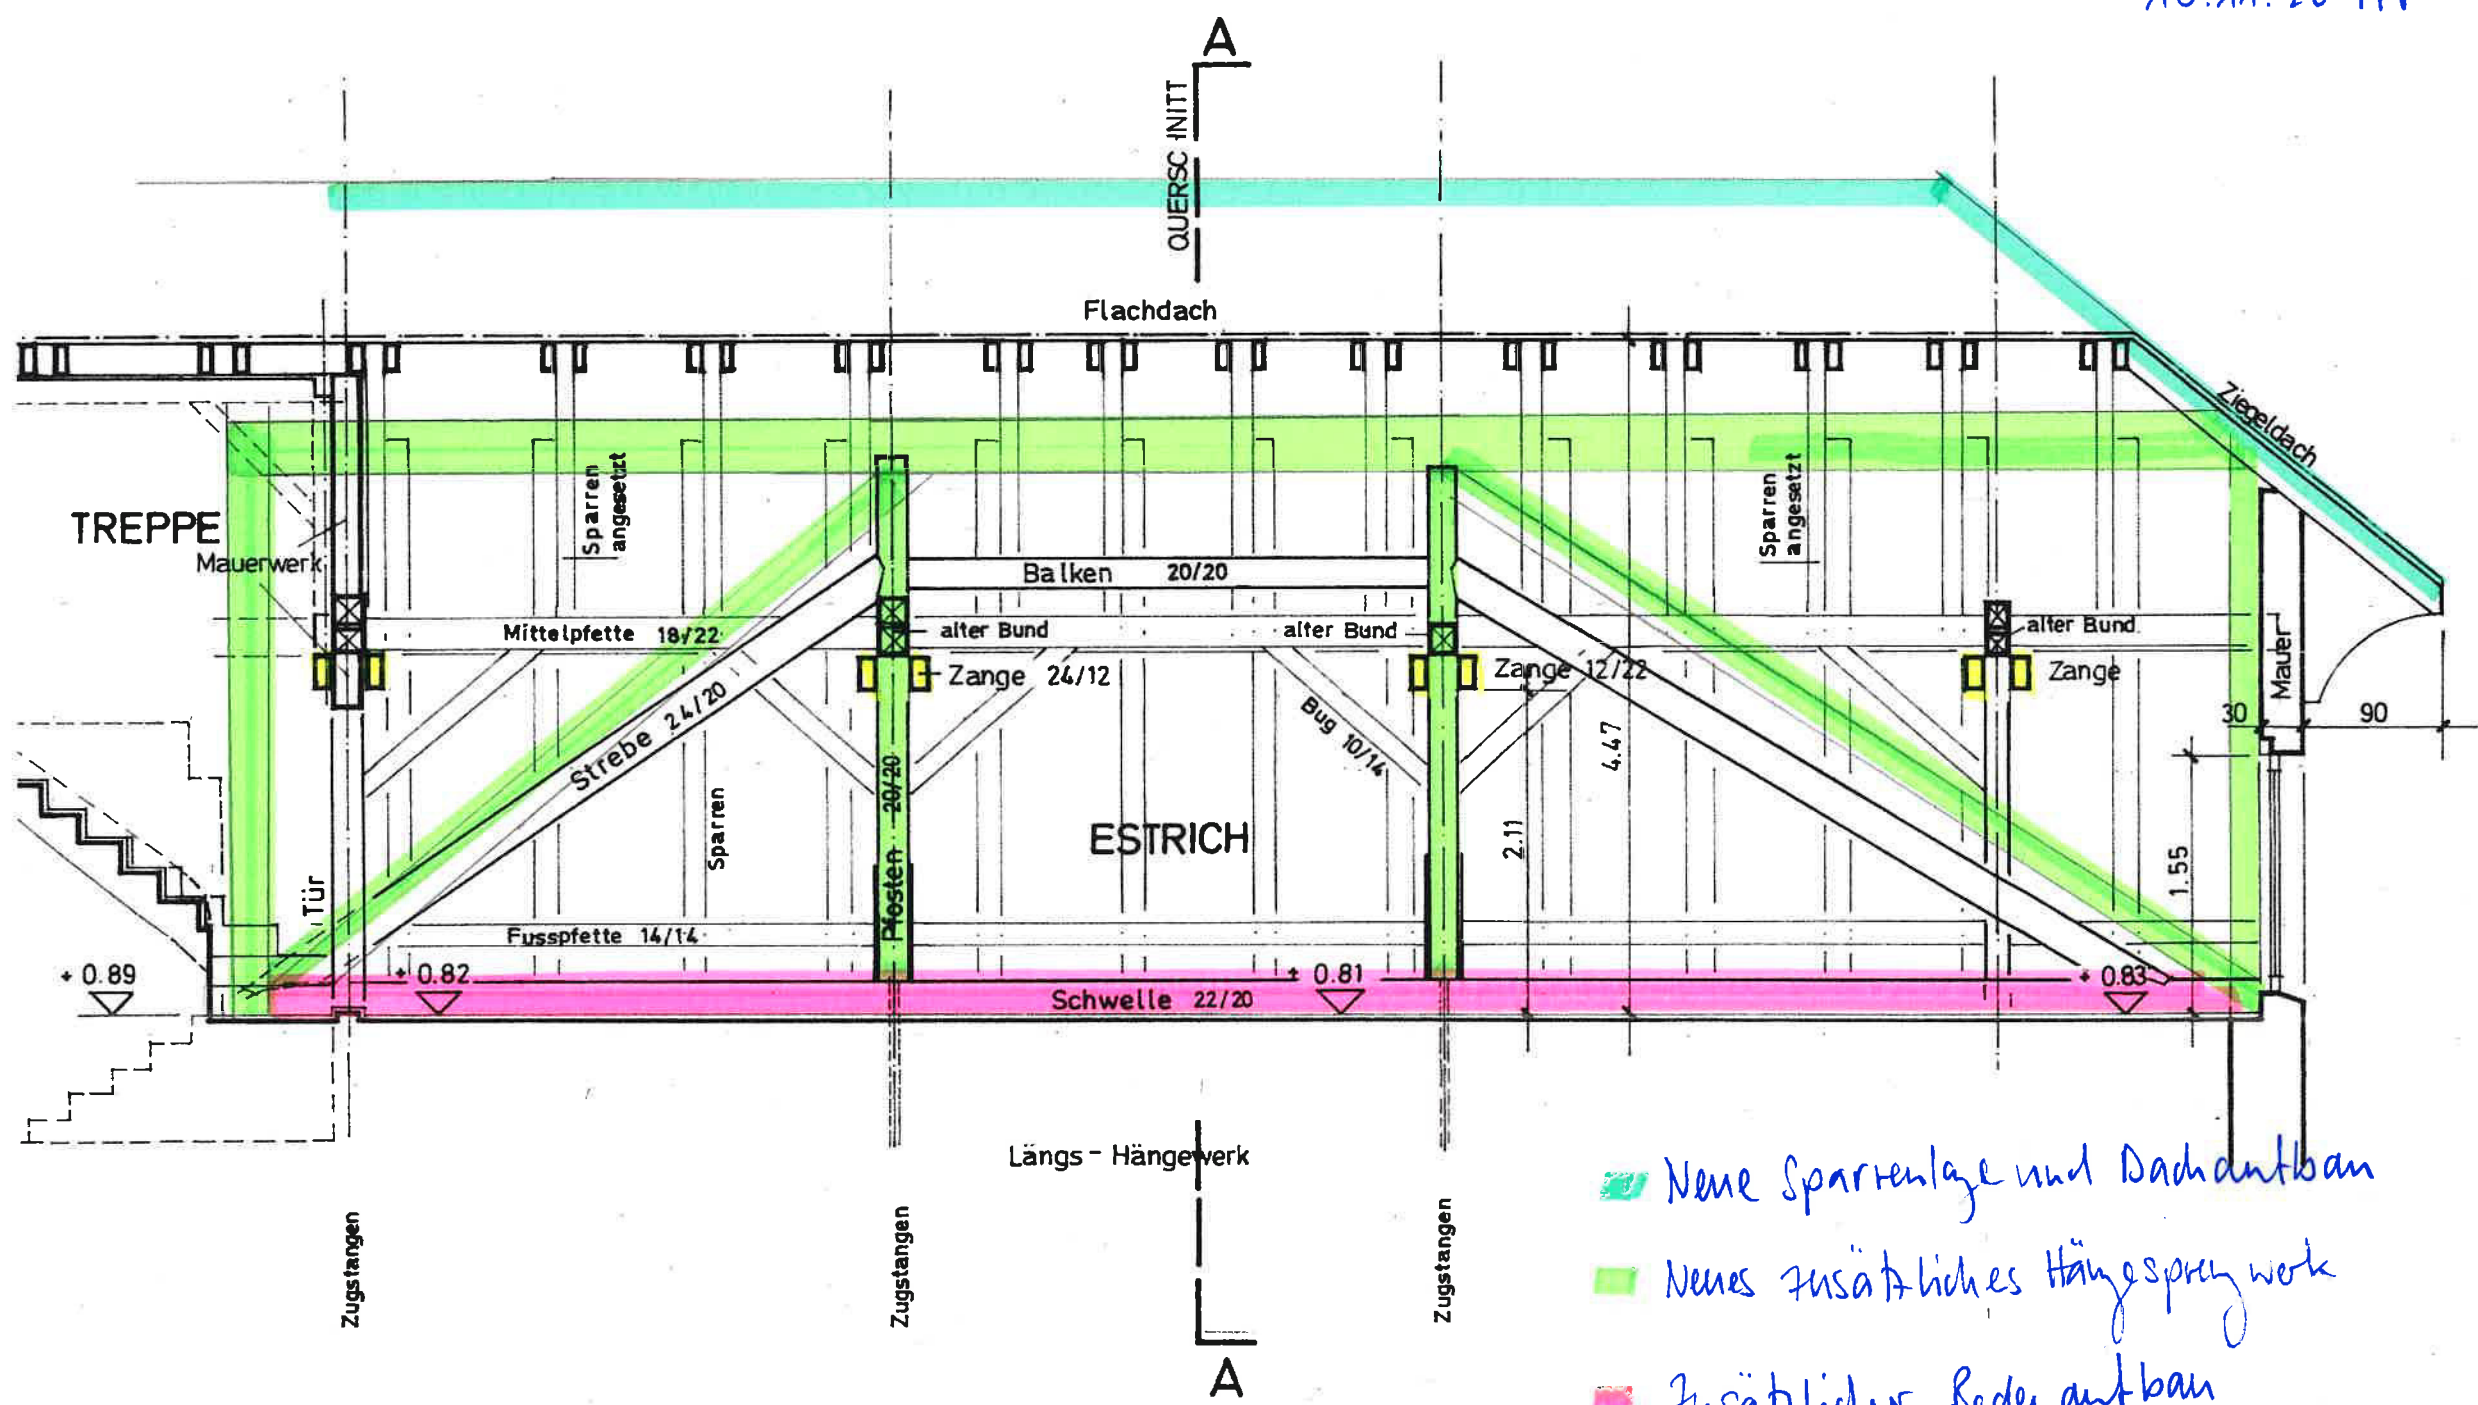 A
QUERSCHNITT
Flachdach
Ziegeldach
TREPPE
Mauerwerk
Sparren
angesetzt
Sparren
angesetzt
Balken 20/20
Mittelpfette 18/22
alter Bund
alter Bund
alter Bund
Zange 24/12
Zange 12/22
Zange
Mauer
30
90
Strebe 24/20
Bug 10/14
4.47
2.11
1.55
Sparren
Pfosten 20/20
ESTRICH
Tür
Fusspfette 14/14
+ 0.89
+ 0.82
+ 0.81
+ 0.83
Schwelle 22/20
Längs - Hängewerk
Zugstangen
Zugstangen
Zugstangen
A
Neue Sparrenlage und Dachaufbau
Neues zusätzliches Hängesprengwerk
Zusätzlicher Bodenaufbau